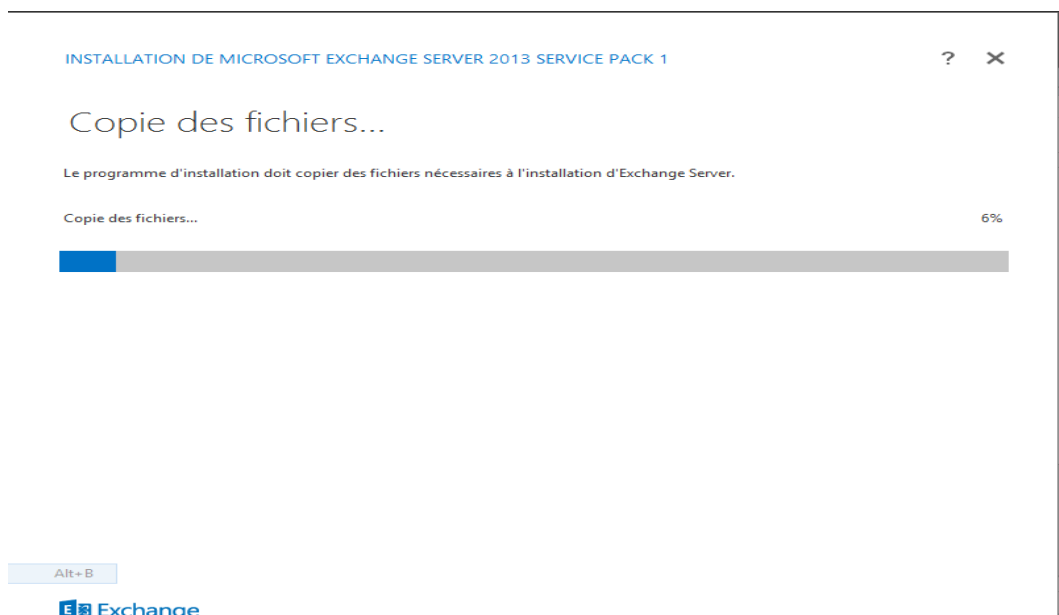 INSTALLATION DE MICROSOFT EXCHANGE SERVER 2013 SERVICE PACK 1 ? ✕
Copie des fichiers...
Le programme d'installation doit copier des fichiers nécessaires à l'installation d'Exchange Server.
Copie des fichiers... 6%
Alt+B
Exchange